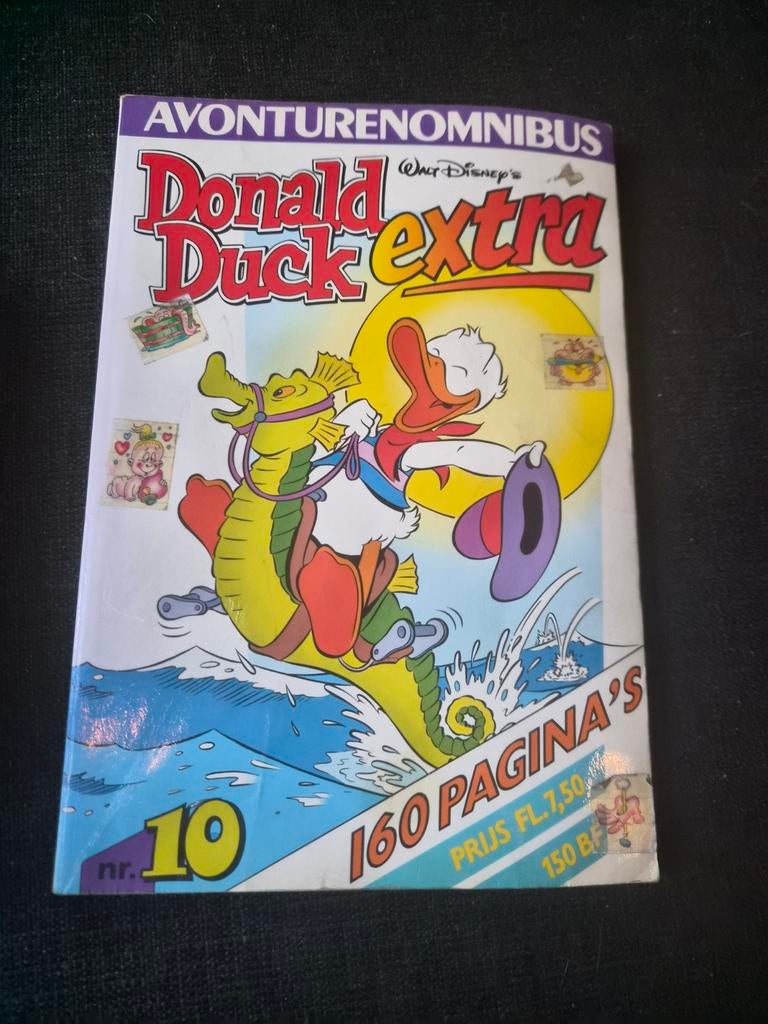 AVONTURENOMNIBUS
WALT DISNEY'S
Donald
Duck extra
160 PAGINA'S
PRIJS FL.7,50
150 BF
nr. 10